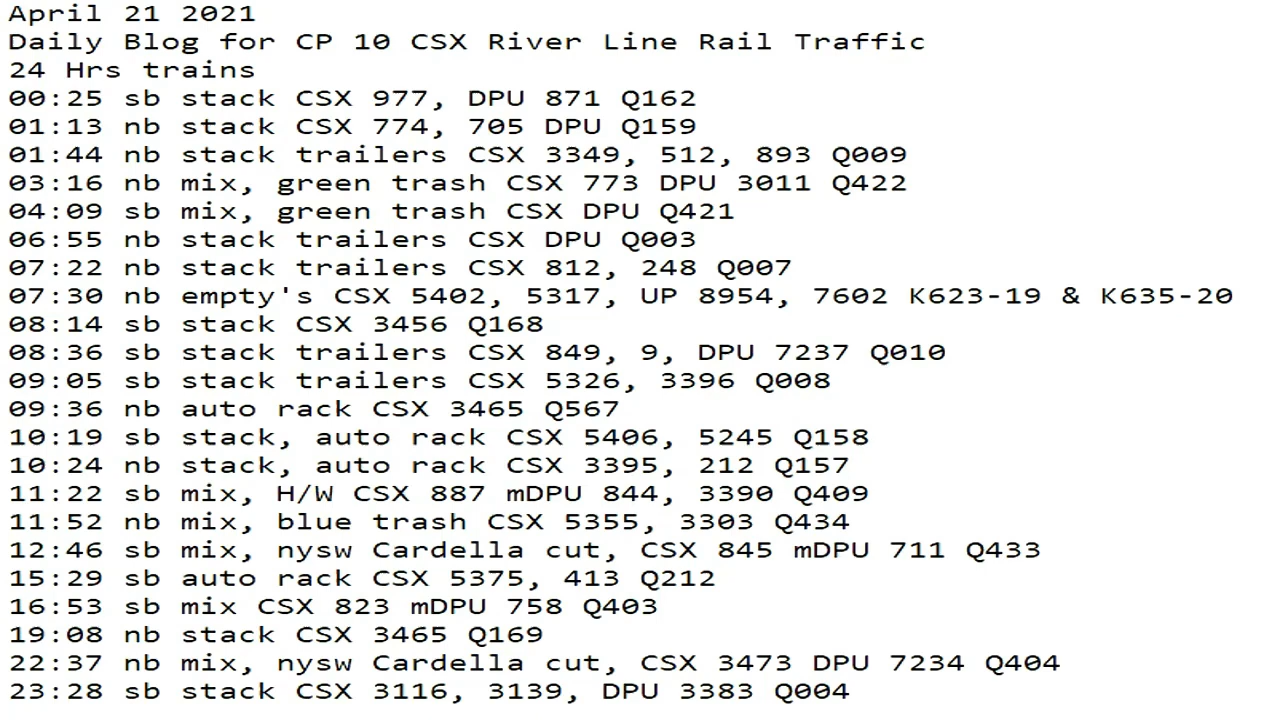 April 21 2021
Daily Blog for CP 10 CSX River Line Rail Traffic
24 Hrs trains
00:25 sb stack CSX 977, DPU 871 Q162
01:13 nb stack CSX 774, 705 DPU Q159
01:44 nb stack trailers CSX 3349, 512, 893 Q009
03:16 nb mix, green trash CSX 773 DPU 3011 Q422
04:09 sb mix, green trash CSX DPU Q421
06:55 nb stack trailers CSX DPU Q003
07:22 nb stack trailers CSX 812, 248 Q007
07:30 nb empty's CSX 5402, 5317, UP 8954, 7602 K623-19 & K635-20
08:14 sb stack CSX 3456 Q168
08:36 sb stack trailers CSX 849, 9, DPU 7237 Q010
09:05 sb stack trailers CSX 5326, 3396 Q008
09:36 nb auto rack CSX 3465 Q567
10:19 sb stack, auto rack CSX 5406, 5245 Q158
10:24 nb stack, auto rack CSX 3395, 212 Q157
11:22 sb mix, H/W CSX 887 mDPU 844, 3390 Q409
11:52 nb mix, blue trash CSX 5355, 3303 Q434
12:46 sb mix, nysw Cardella cut, CSX 845 mDPU 711 Q433
15:29 sb auto rack CSX 5375, 413 Q212
16:53 sb mix CSX 823 mDPU 758 Q403
19:08 nb stack CSX 3465 Q169
22:37 nb mix, nysw Cardella cut, CSX 3473 DPU 7234 Q404
23:28 sb stack CSX 3116, 3139, DPU 3383 Q004